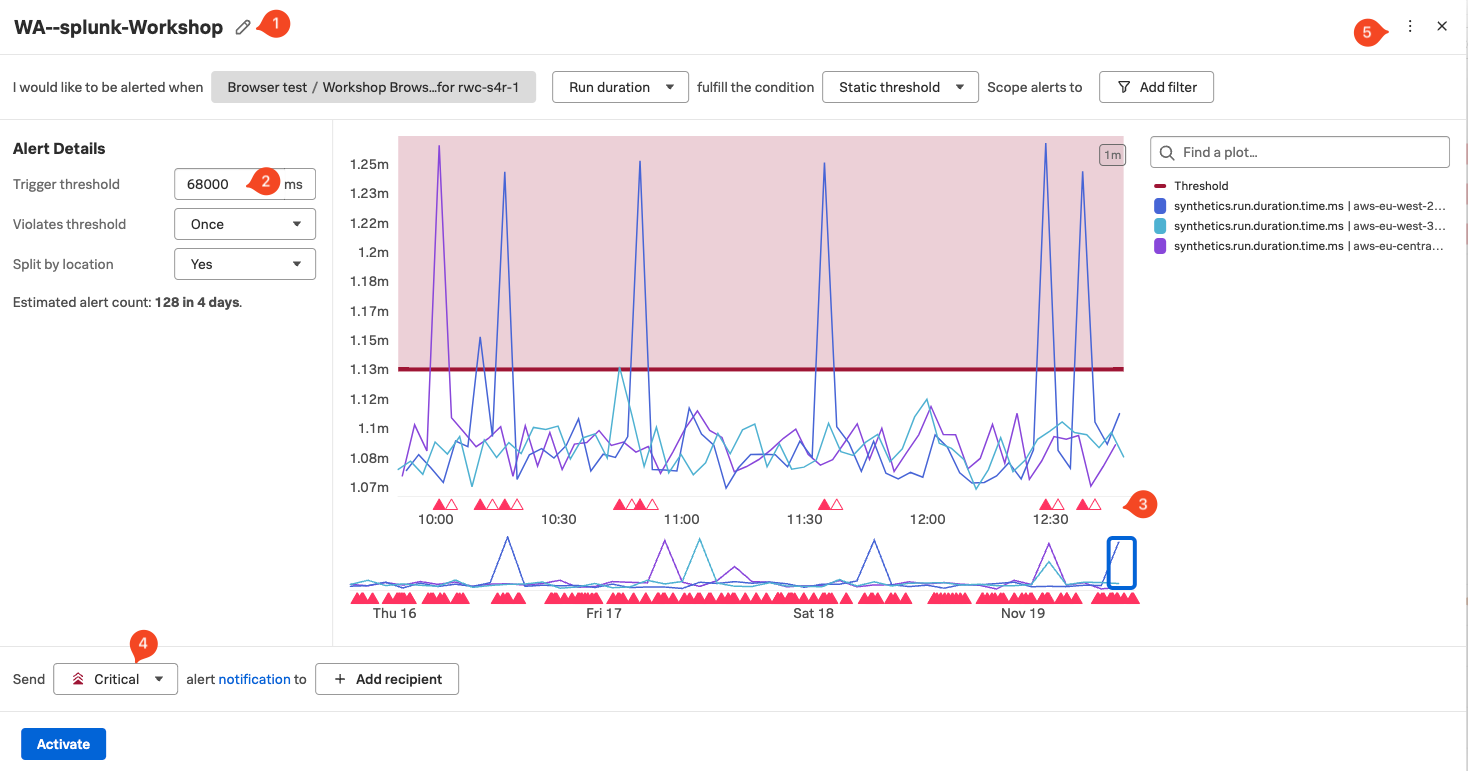 WA--splunk-Workshop
1
5
I would like to be alerted when Browser test / Workshop Brows...for rwc-s4r-1 Run duration fulfill the condition Static threshold Scope alerts to Add filter
Alert Details
Trigger threshold 68000 2 ms
Violates threshold Once
Split by location Yes
Estimated alert count: 128 in 4 days.
1m
1.25m
1.23m
1.22m
1.2m
1.18m
1.17m
1.15m
1.13m
1.12m
1.1m
1.08m
1.07m
10:00 10:30 11:00 11:30 12:00 12:30
3
Thu 16 Fri 17 Sat 18 Nov 19
Find a plot...
Threshold
synthetics.run.duration.time.ms | aws-eu-west-2...
synthetics.run.duration.time.ms | aws-eu-west-3...
synthetics.run.duration.time.ms | aws-eu-centra...
4
Send Critical alert notification to + Add recipient
Activate